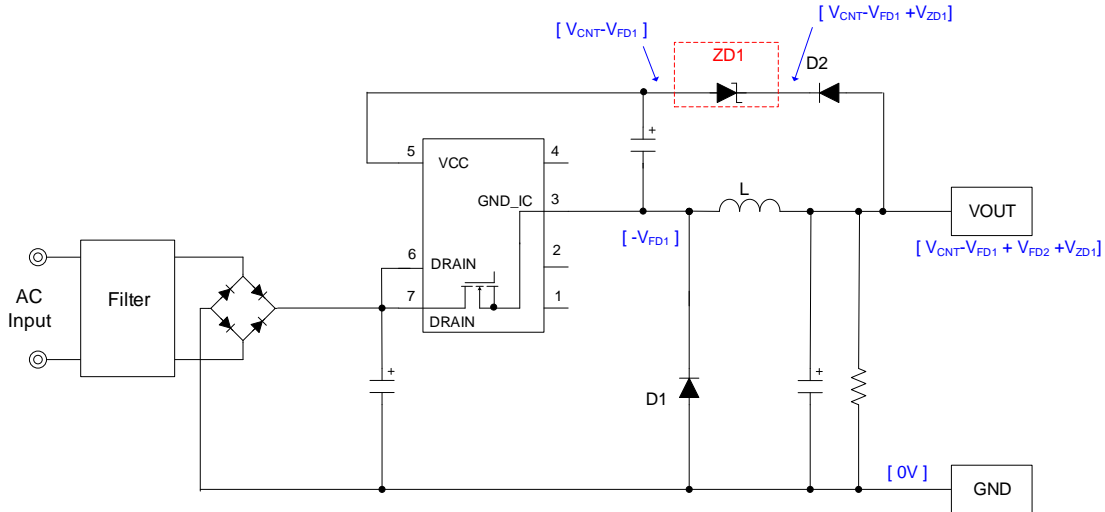 [ VCNT-VFD1 +VZD1]
[ VCNT-VFD1 ]
ZD1
D2
+
5
VCC
4
GND_IC
3
L
VOUT
[ -VFD1 ]
[ VCNT-VFD1 + VFD2 +VZD1]
6
DRAIN
2
7
DRAIN
1
AC
Input
Filter
+
D1
+
[ 0V ]
GND